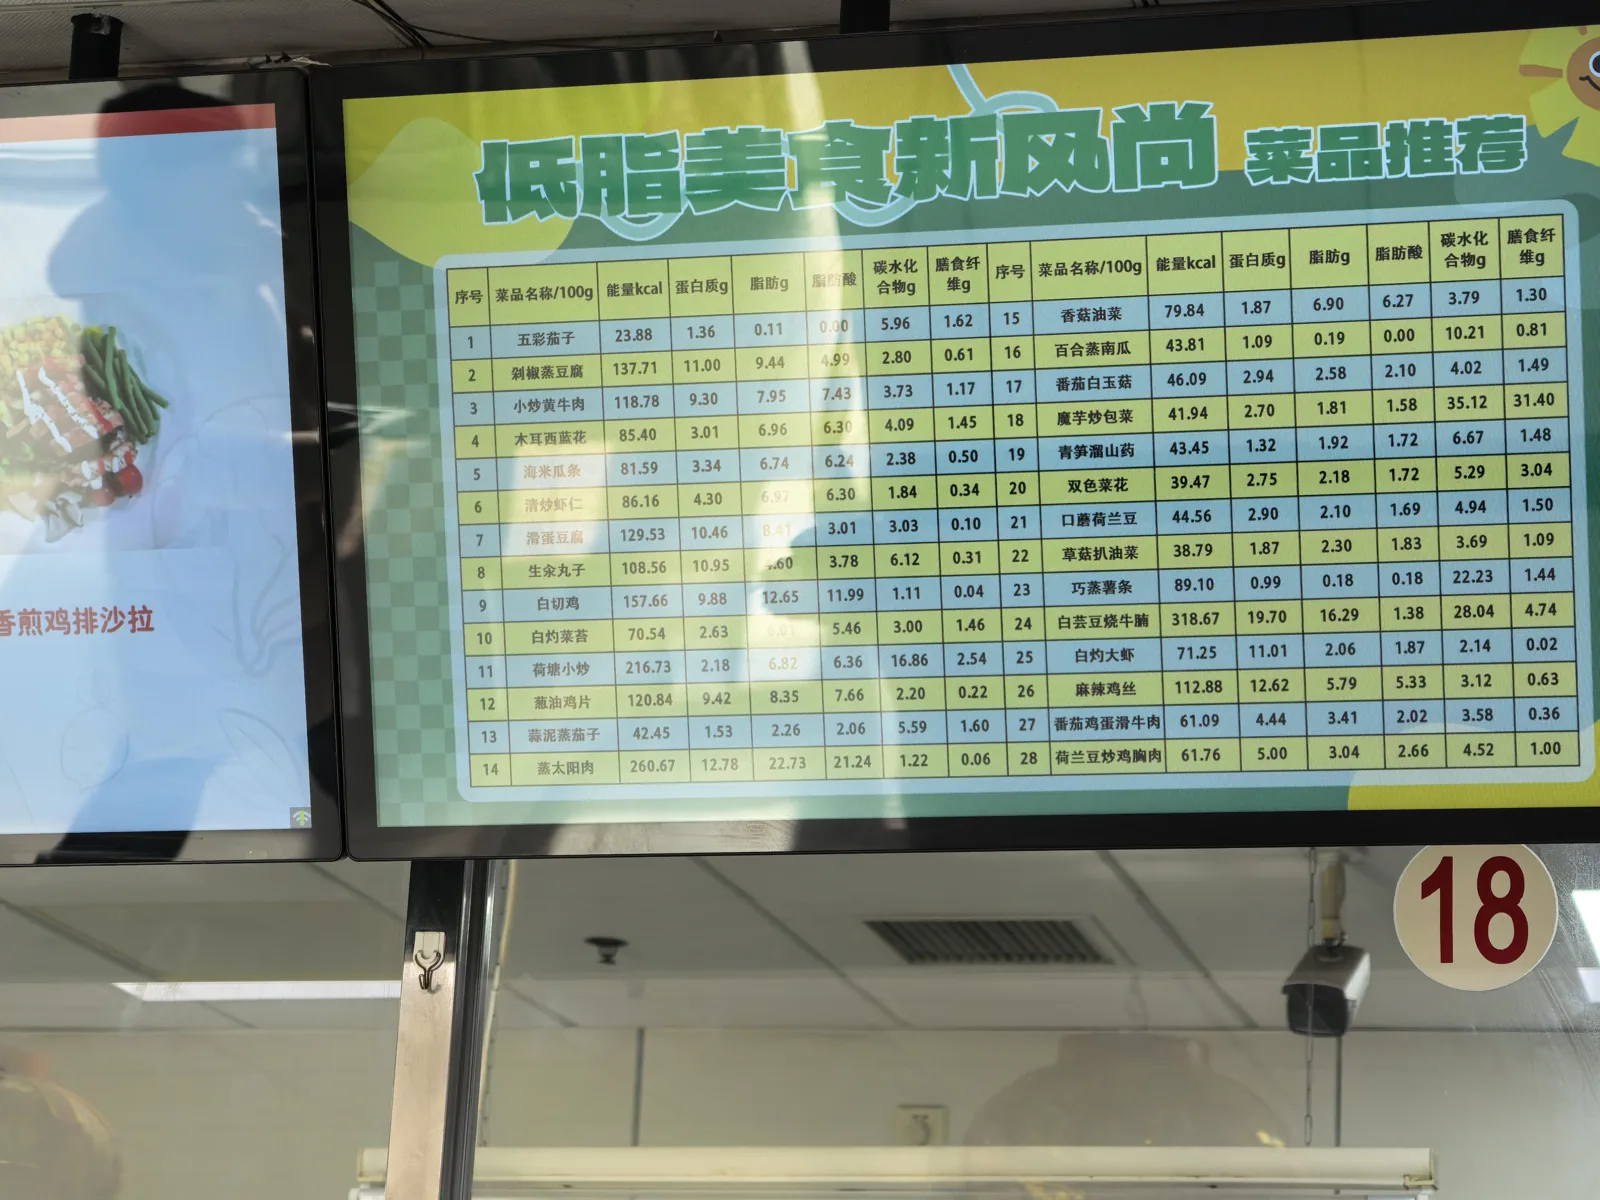 低脂美食新风尚 菜品推荐
序号 菜品名称/100g 能量kcal 蛋白质g 脂肪g 脂肪酸 碳水化合物g 膳食纤维g 序号 菜品名称/100g 能量kcal 蛋白质g 脂肪g 脂肪酸 碳水化合物g 膳食纤维g
1 五彩茄子 23.88 1.36 0.11 0.00 5.96 1.62 15 香菇油菜 79.84 1.87 6.90 6.27 3.79 1.30
2 剁椒蒸豆腐 137.71 11.00 9.44 4.99 2.80 0.61 16 百合蒸南瓜 43.81 1.09 0.19 0.00 10.21 0.81
3 小炒黄牛肉 118.78 9.30 7.95 7.43 3.73 1.17 17 番茄白玉菇 46.09 2.94 2.58 2.10 4.02 1.49
4 木耳西蓝花 85.40 3.01 6.96 6.30 4.09 1.45 18 魔芋炒包菜 41.94 2.70 1.81 1.58 35.12 31.40
5 海米瓜条 81.59 3.34 6.74 6.24 2.38 0.50 19 青笋溜山药 43.45 1.32 1.92 1.72 6.67 1.48
6 清炒虾仁 86.16 4.30 6.97 6.30 1.84 0.34 20 双色菜花 39.47 2.75 2.18 1.72 5.29 3.04
7 滑蛋豆腐 129.53 10.46 8.41 3.01 3.03 0.10 21 口蘑荷兰豆 44.56 2.90 2.10 1.69 4.94 1.50
8 生汆丸子 108.56 10.95 4.60 3.78 6.12 0.31 22 草菇扒油菜 38.79 1.87 2.30 1.83 3.69 1.09
9 白切鸡 157.66 9.88 12.65 11.99 1.11 0.04 23 巧蒸薯条 89.10 0.99 0.18 0.18 22.23 1.44
10 白灼菜苔 70.54 2.63 5.46 3.00 1.46 24 白芸豆烧牛腩 318.67 19.70 16.29 1.38 28.04 4.74
11 荷塘小炒 216.73 2.18 6.82 6.36 16.86 2.54 25 白灼大虾 71.25 11.01 2.06 1.87 2.14 0.02
12 葱油鸡片 120.84 9.42 8.35 7.66 2.20 0.22 26 麻辣鸡丝 112.88 12.62 5.79 5.33 3.12 0.63
13 蒜泥蒸茄子 42.45 1.53 2.26 2.06 5.59 1.60 27 番茄鸡蛋滑牛肉 61.09 4.44 3.41 2.02 3.58 0.36
14 蒸太阳肉 260.67 12.78 22.73 21.24 1.22 0.06 28 荷兰豆炒鸡胸肉 61.76 5.00 3.04 2.66 4.52 1.00
香煎鸡排沙拉
18